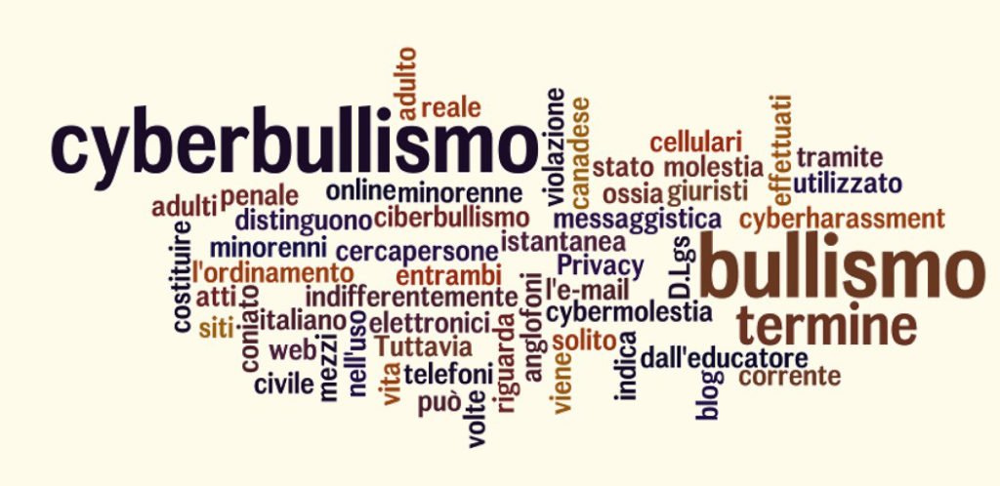 adulto
reale
cyberbullismo
violazione
canadese
cellulari
effettuati
stato molestia
tramite
ossia giuristi
utilizzato
adulti penale
online minorenne
distinguono ciberbullismo
messaggistica
cyberharassment
minorenni cercapersone
istantanea
costituire
l'ordinamento
entrambi
Privacy
D.Lgs
bullismo
atti
coniato
indifferentemente
anglofoni
l'e-mail
siti
italiano
nell'uso
elettronici
riguarda
cybermolestia
termine
web
mezzi
Tuttavia
solito
indica
dall'educatore
civile
vita
telefoni
viene
blog
corrente
può
volte